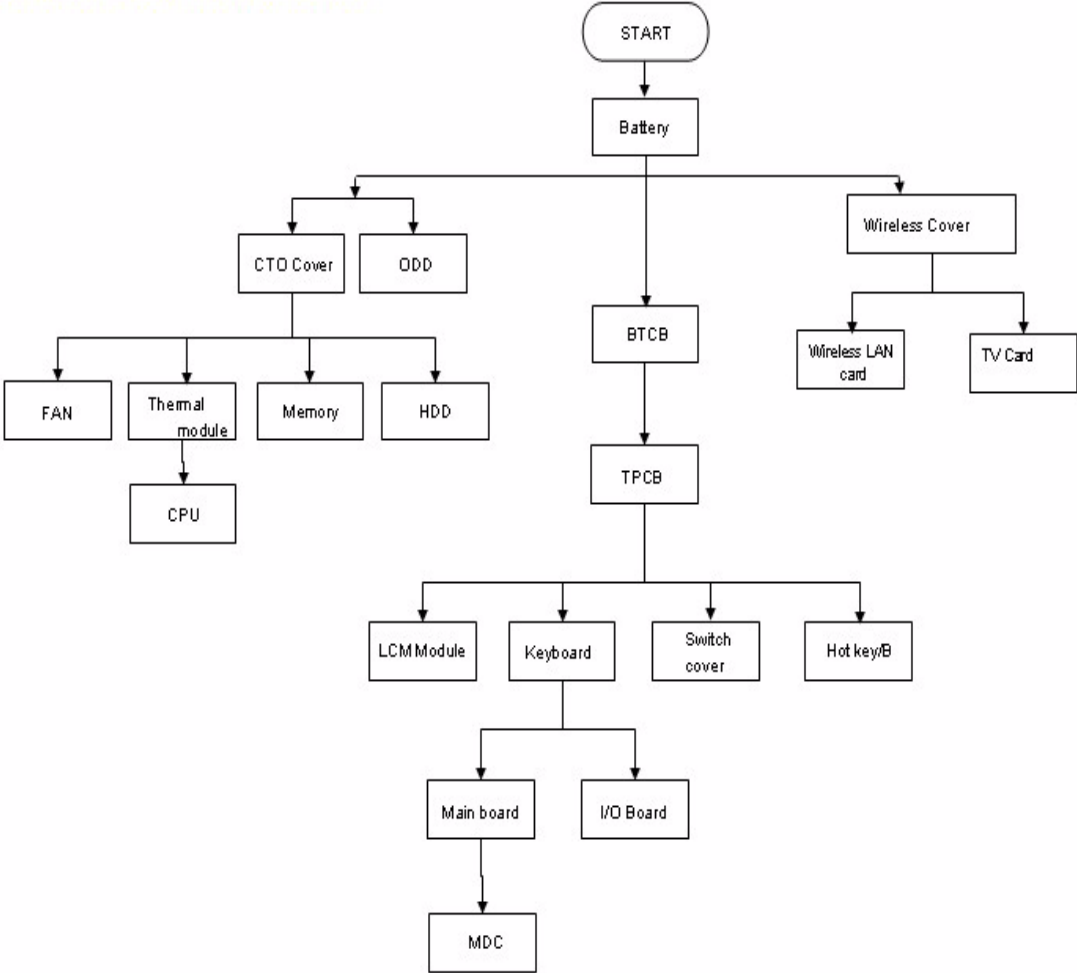 START
Battery
Wireless Cover
CTO Cover
ODD
BTCB
Wireless LAN
card
TV Card
FAN
Thermal
module
Memory
HDD
TPCB
CPU
LCM Module
Keyboard
Switch
cover
Hot key/B
Main board
I/O Board
MDC